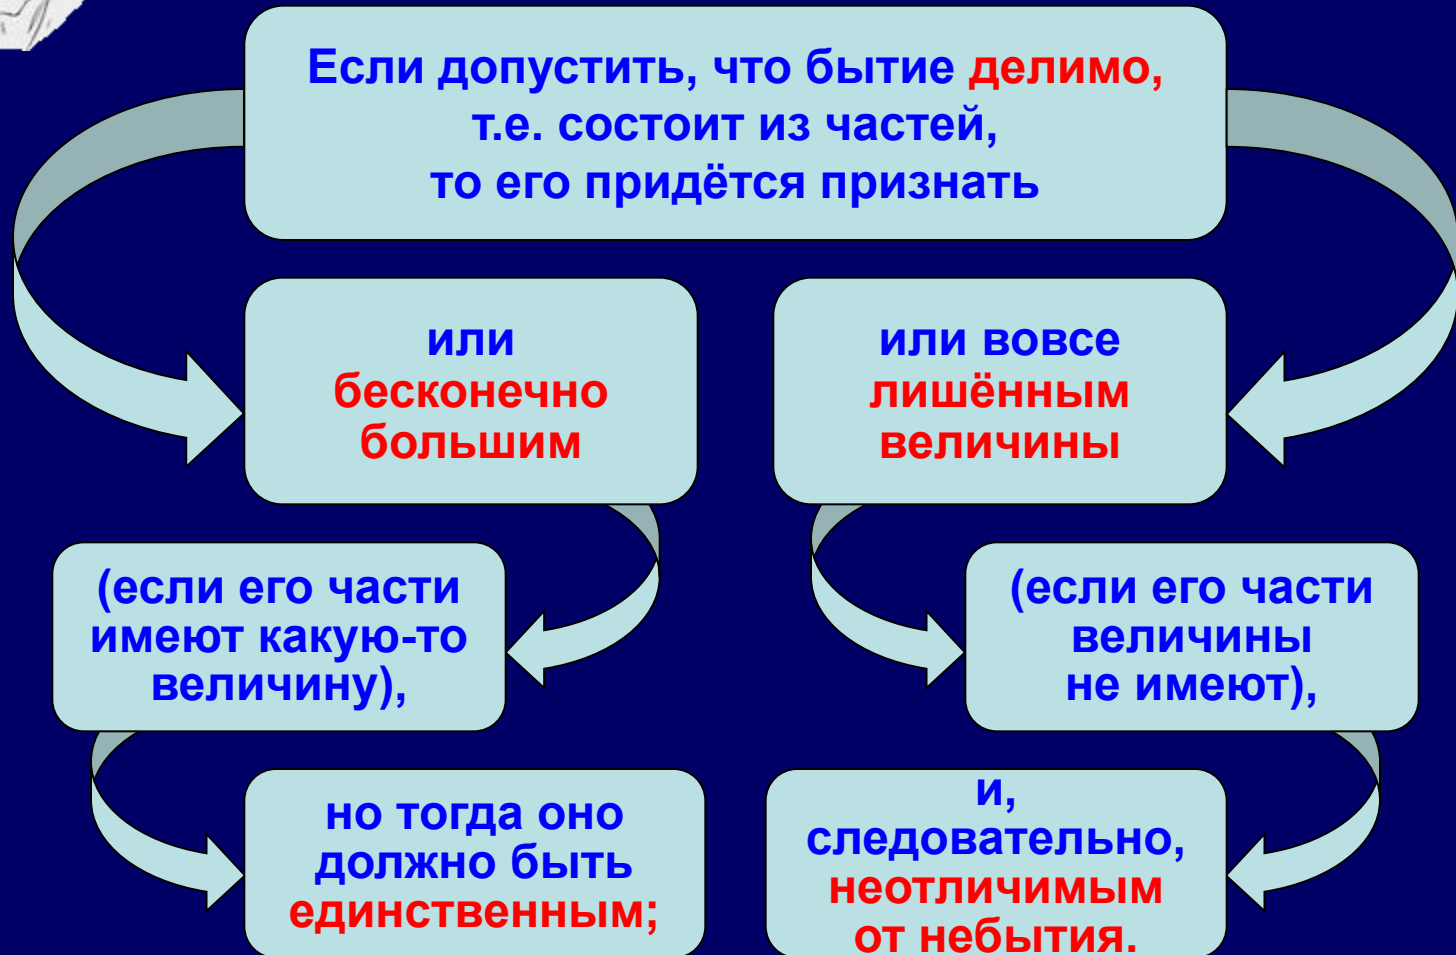 Если допустить, что бытие делимо,
т.е. состоит из частей,
то его придётся признать
или
бесконечно
большим
(если его части
имеют какую-то
величину),
но тогда оно
должно быть
единственным;
или вовсе
лишённым
величины
(если его части
величины
не имеют),
и,
следовательно,
неотличимым
от небытия.